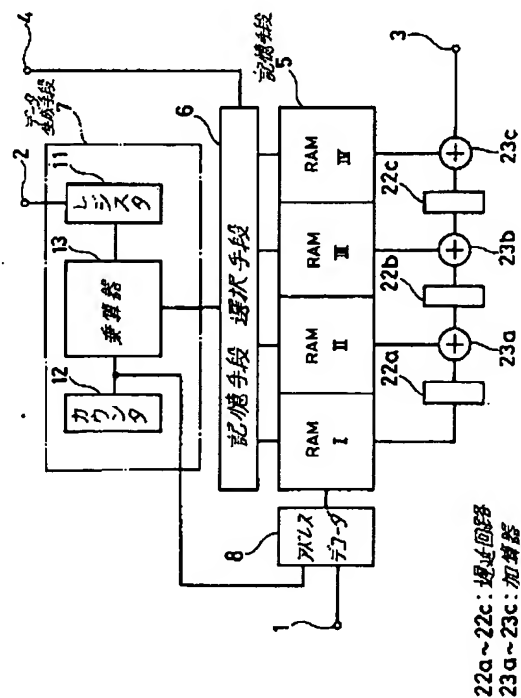 4
2
データ
生成手段
7
11
レジスタ
13
乗算器
12
カウンタ
6
記憶手段選択手段
記憶手段
5
RAM
I
RAM
II
RAM
III
RAM
IV
8
アドレス
デコーダ
1
3
22a
22b
22c
23a
23b
23c
22a~22c:遅延回路
23a~23c:加算器